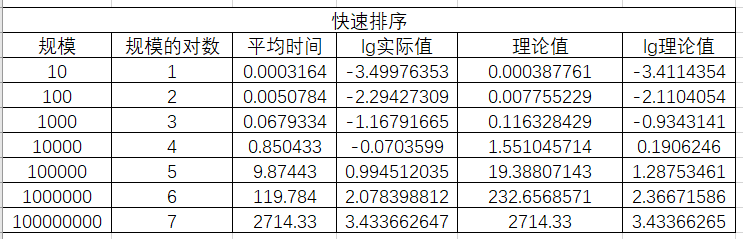 快速排序
规模 规模的对数 平均时间 lg实际值 理论值 lg理论值
10 1 0.0003164 -3.49976353 0.000387761 -3.4114354
100 2 0.0050784 -2.29427309 0.007755229 -2.1104054
1000 3 0.0679334 -1.16791665 0.116328429 -0.9343141
10000 4 0.850433 -0.0703599 1.551045714 0.1906246
100000 5 9.87443 0.994512035 19.38807143 1.28753461
1000000 6 119.784 2.078398812 232.6568571 2.36671586
100000000 7 2714.33 3.433662647 2714.33 3.43366265